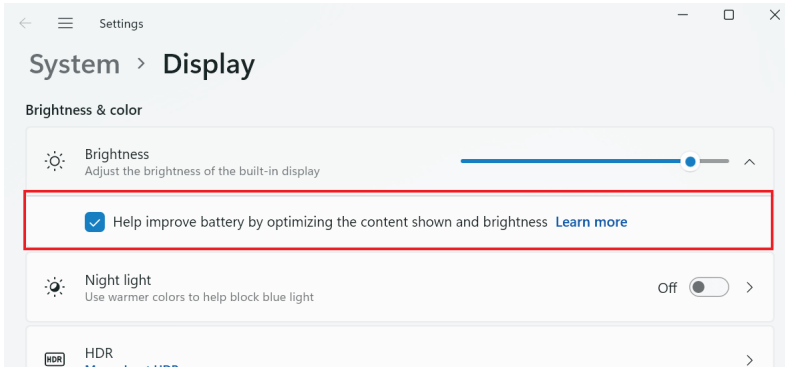 Settings
System › Display
Brightness & color
Brightness
Adjust the brightness of the built-in display
Help improve battery by optimizing the content shown and brightness Learn more
Night light
Use warmer colors to help block blue light
Off
HDR
HDR